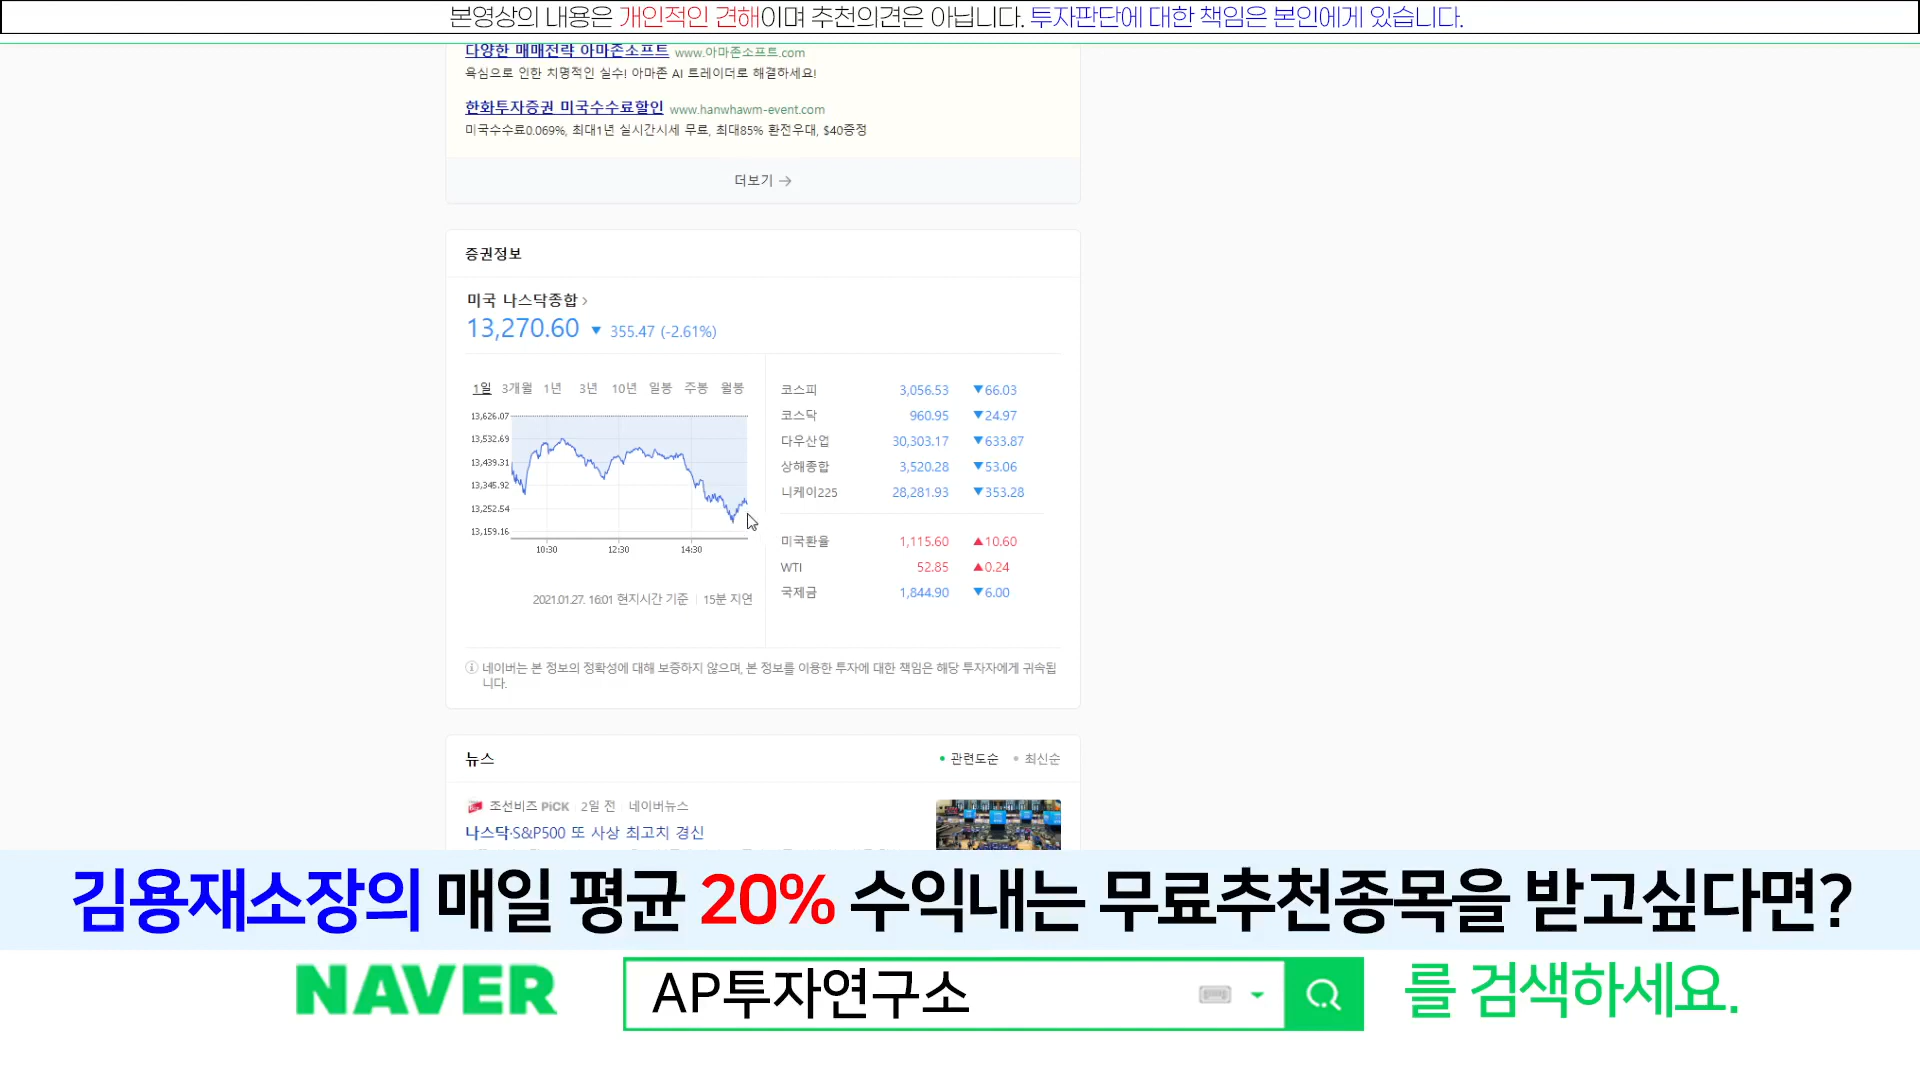 본영상의 내용은 개인적인 견해이며 추천의견은 아닙니다. 투자판단에 대한 책임은 본인에게 있습니다.
다양한 매매전략 아마존소프트 www.아마존소프트.com
욕심으로 인한 치명적인 실수! 아마존 AI 트레이더로 해결하세요!
한화투자증권 미국수수료할인 www.hanwhawm-event.com
미국수수료0.069%, 최대1년 실시간시세 무료, 최대85% 환전우대, $40증정
더보기 →
증권정보
미국 나스닥종합 >
13,270.60 ▼ 355.47 (-2.61%)
1일 3개월 1년 3년 10년 일봉 주봉 월봉
13,626.07
13,532.69
13,439.31
13,345.92
13,252.54
13,159.16
10:30 12:30 14:30
2021.01.27. 16:01 현지시간 기준 | 15분 지연
코스피 3,056.53 ▼66.03
코스닥 960.95 ▼24.97
다우산업 30,303.17 ▼633.87
상해종합 3,520.28 ▼53.06
니케이225 28,281.93 ▼353.28
미국환율 1,115.60 ▲10.60
WTI 52.85 ▲0.24
국제금 1,844.90 ▼6.00
네이버는 본 정보의 정확성에 대해 보증하지 않으며, 본 정보를 이용한 투자에 대한 책임은 해당 투자자에게 귀속됩
니다.
뉴스 • 관련도순 • 최신순
조선비즈 PiCK 2일 전 네이버뉴스
나스닥·S&P500 또 사상 최고치 경신
김용재소장의 매일 평균 20% 수익내는 무료추천종목을 받고싶다면?
NAVER AP투자연구소 를 검색하세요.